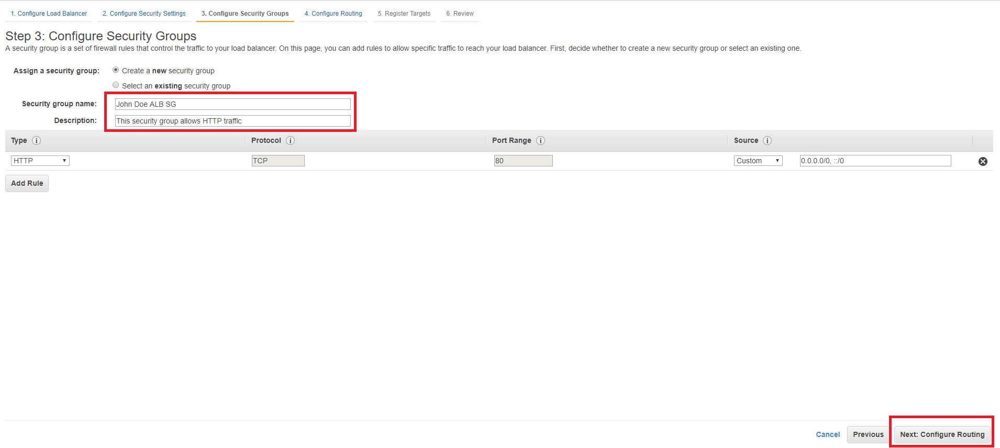 1. Configure Load Balancer 2. Configure Security Settings 3. Configure Security Groups 4. Configure Routing 5. Register Targets 6. Review
Step 3: Configure Security Groups
A security group is a set of firewall rules that control the traffic to your load balancer. On this page, you can add rules to allow specific traffic to reach your load balancer. First, decide whether to create a new security group or select an existing one.
Assign a security group: Create a new security group
Select an existing security group
Security group name: John Doe ALB SG
Description: This security group allows HTTP traffic
Type i Protocol i Port Range i Source i
HTTP TCP 80 Custom 0.0.0.0/0, ::/0
Add Rule
Cancel Previous Next: Configure Routing